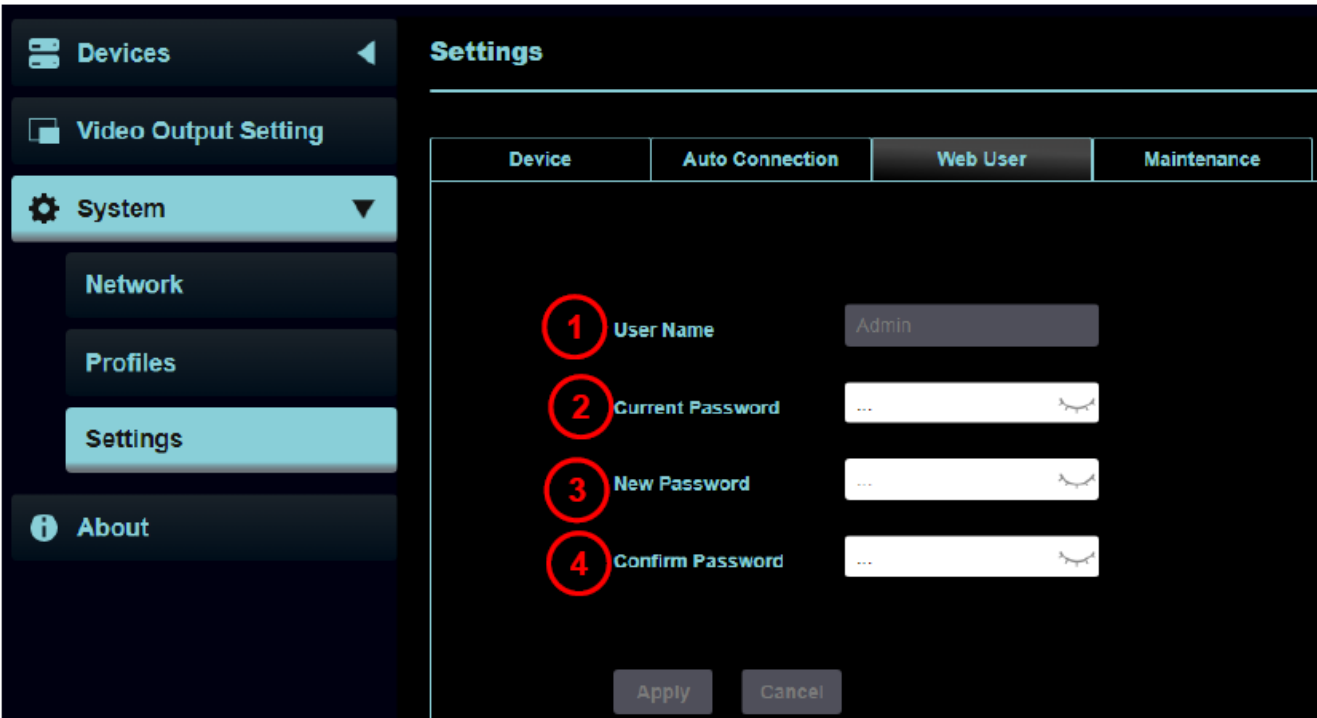 Devices
Video Output Setting
System
Network
Profiles
Settings
About
Settings
Device Auto Connection Web User Maintenance
1 User Name Admin
2 Current Password ...
3 New Password ...
4 Confirm Password ...
Apply Cancel